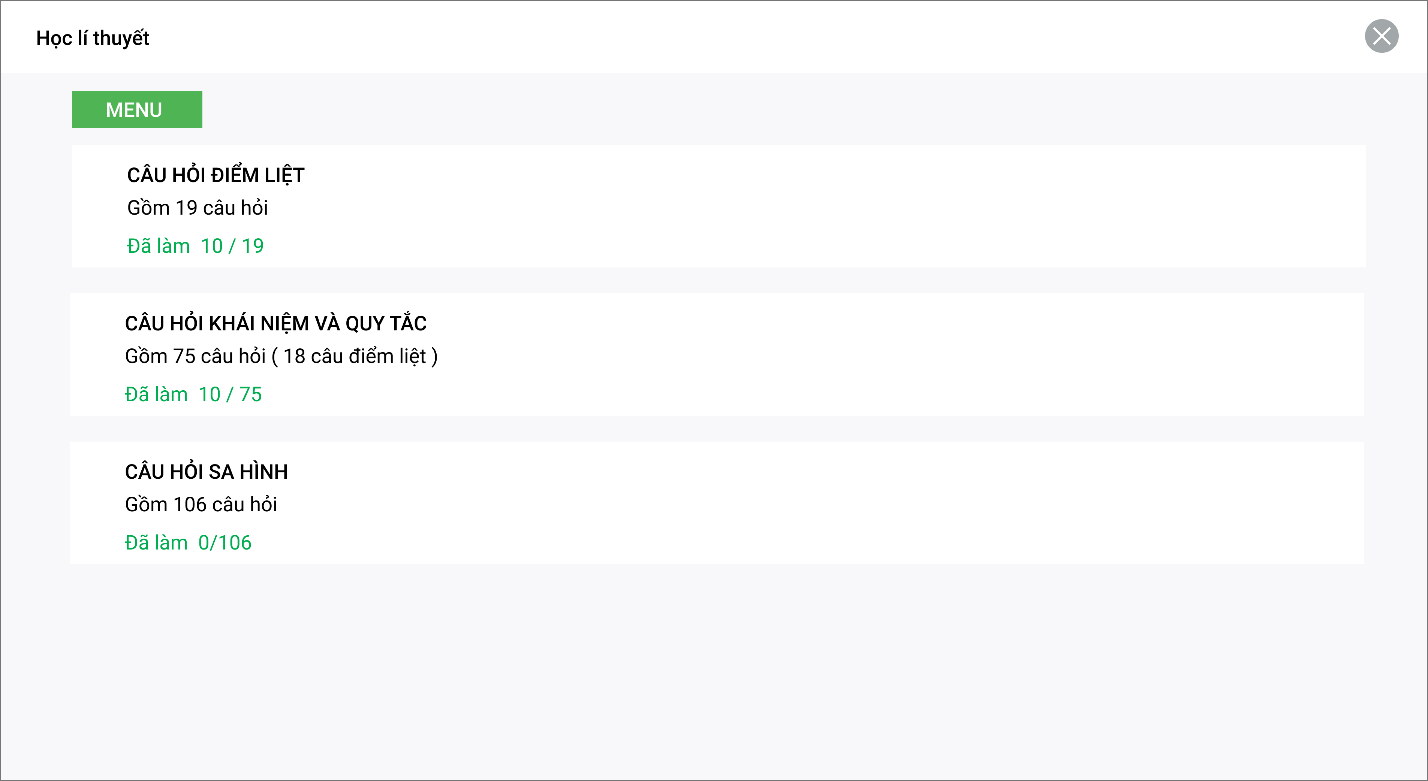 Học lí thuyết
MENU
CÂU HỎI ĐIỂM LIỆT
Gồm 19 câu hỏi
Đã làm 10 / 19
CÂU HỎI KHÁI NIỆM VÀ QUY TẮC
Gồm 75 câu hỏi ( 18 câu điểm liệt )
Đã làm 10 / 75
CÂU HỎI SA HÌNH
Gồm 106 câu hỏi
Đã làm 0/106